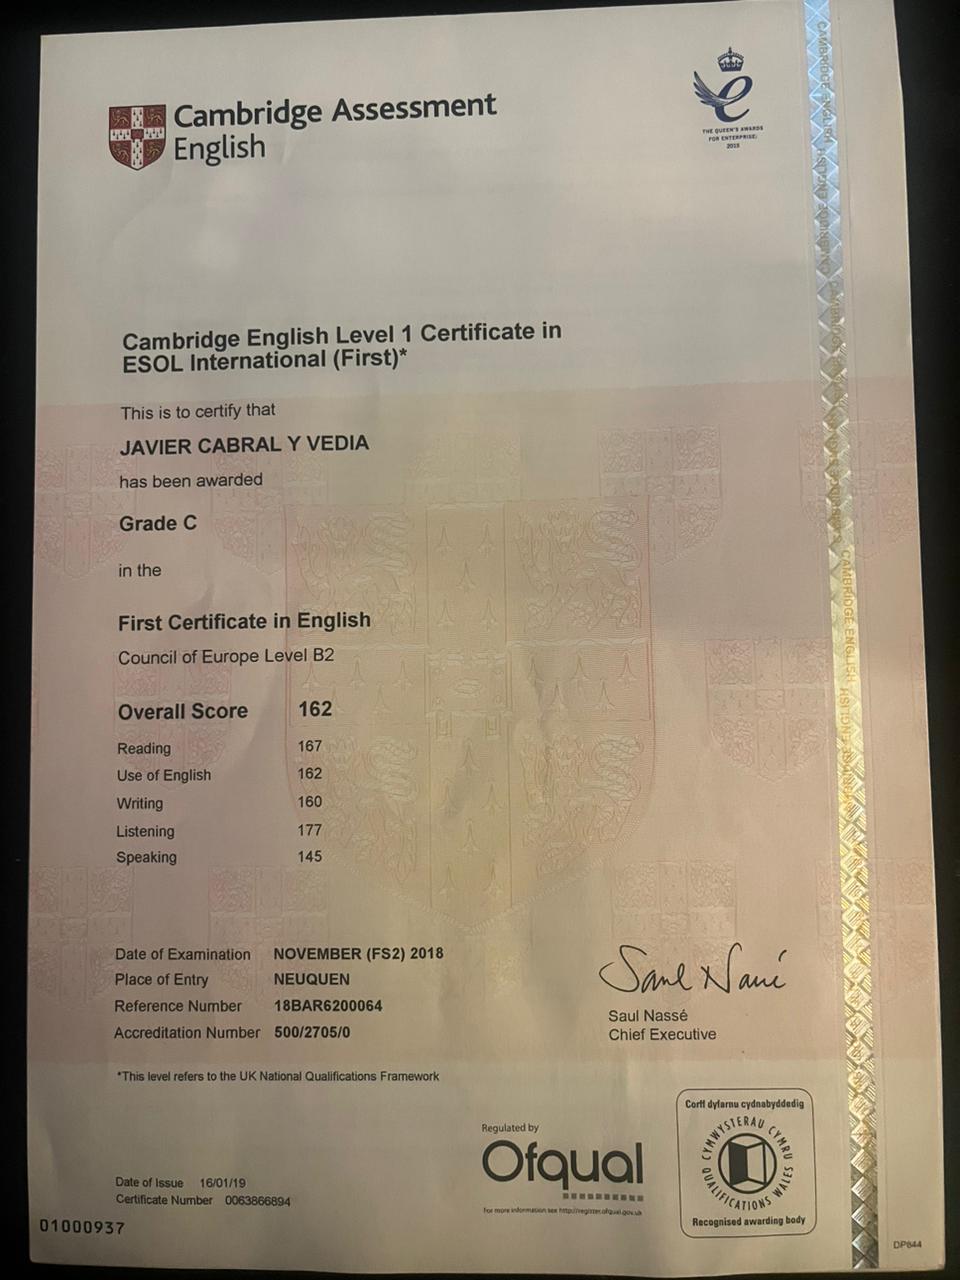 Cambridge Assessment
English
THE QUEEN'S AWARDS
FOR ENTERPRISE:
2015
Cambridge English Level 1 Certificate in
ESOL International (First)*
This is to certify that
JAVIER CABRAL Y VEDIA
has been awarded
Grade C
in the
First Certificate in English
Council of Europe Level B2
Overall Score 162
Reading 167
Use of English 162
Writing 160
Listening 177
Speaking 145
Date of Examination NOVEMBER (FS2) 2018
Place of Entry NEUQUEN
Reference Number 18BAR6200064
Accreditation Number 500/2705/0
Saul Nassé
Saul Nassé
Chief Executive
*This level refers to the UK National Qualifications Framework
Regulated by
Ofqual
For more information see http://register.ofqual.gov.uk
Corff dyfarnu cydnabyddedig
CYMWYSTERAU CYMRU
QUALIFICATIONS WALES
Recognised awarding body
Date of Issue 16/01/19
Certificate Number 0063866894
01000937
DP844
CAMBRIDGE ENGLISH
CAMBRIDGE ENGLISH
CAMBRIDGE ENGLISH